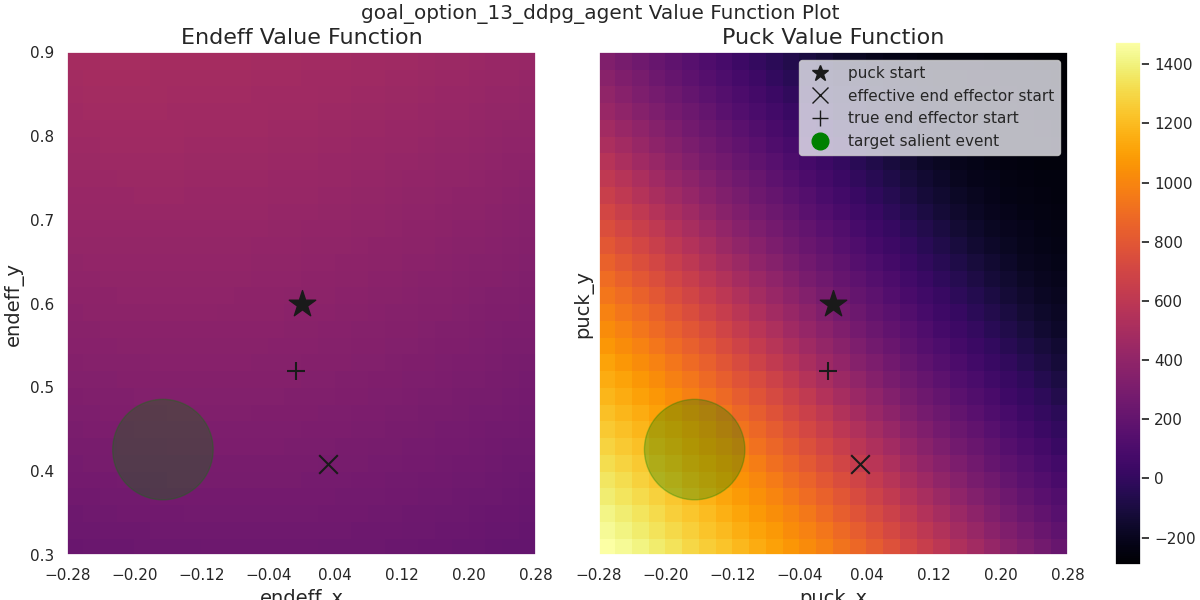 goal_option_13_ddpg_agent Value Function Plot
Endeff Value Function
Puck Value Function
0.9
0.8
0.7
0.6
0.5
0.4
0.3
endeff_y
−0.28 −0.20 −0.12 −0.04 0.04 0.12 0.20 0.28
endeff_x
puck_y
puck start
effective end effector start
true end effector start
target salient event
−0.28 −0.20 −0.12 −0.04 0.04 0.12 0.20 0.28
puck_x
1400
1200
1000
800
600
400
200
0
−200